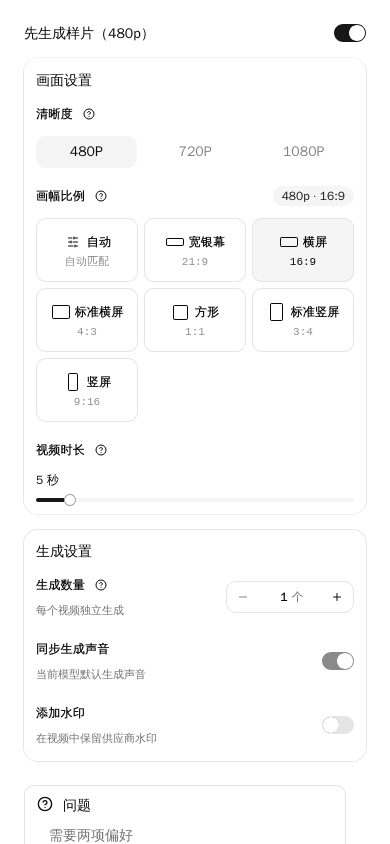 先生成样片（480p）
画面设置
清晰度
480P 720P 1080P
画幅比例 480p · 16:9
自动 宽银幕 横屏
自动匹配 21:9 16:9
标准横屏 方形 标准竖屏
4:3 1:1 3:4
竖屏
9:16
视频时长
5 秒
生成设置
生成数量
每个视频独立生成
1 个
同步生成声音
当前模型默认生成声音
添加水印
在视频中保留供应商水印
问题
需要两项偏好